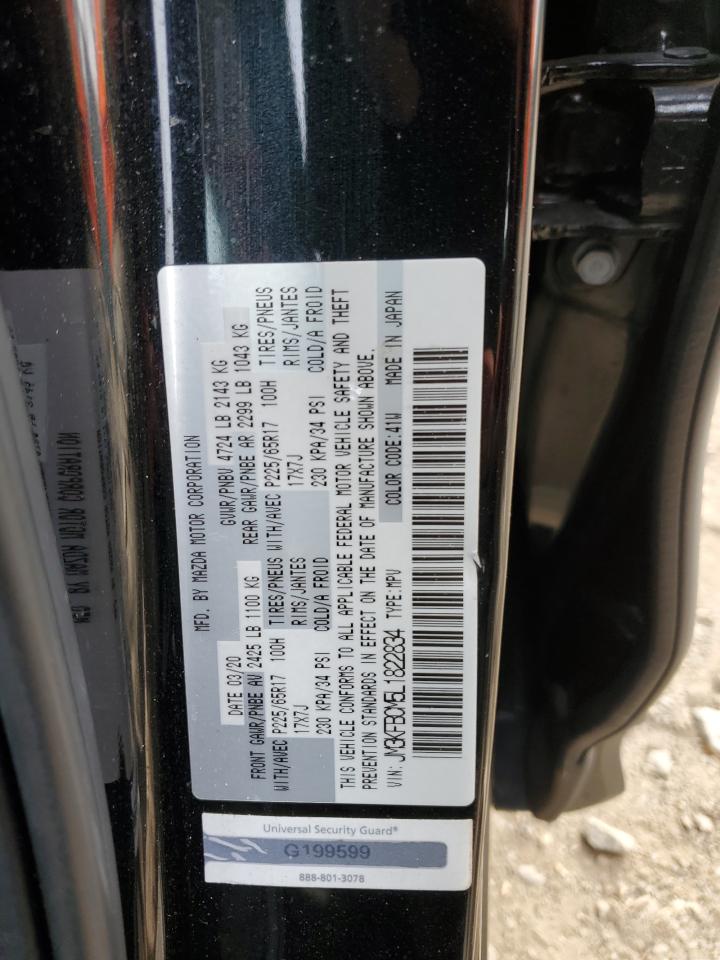 MFD. BY MAZDA MOTOR CORPORATION
DATE 03/20 GVWR/PNBV 4724 LB 2143 KG
FRONT GAWR/PNBE AV 2425 LB 1100 KG REAR GAWR/PNBE AR 2299 LB 1043 KG
WITH/AVEC P225/65R17 100H TIRES/PNEUS WITH/AVEC P225/65R17 100H TIRES/PNEUS
17X7J RIMS/JANTES 17X7J RIMS/JANTES
230 KPA/34 PSI COLD/A FROID 230 KPA/34 PSI COLD/A FROID
THIS VEHICLE CONFORMS TO ALL APPLICABLE FEDERAL MOTOR VEHICLE SAFETY AND THEFT
PREVENTION STANDARDS IN EFFECT ON THE DATE OF MANUFACTURE SHOWN ABOVE.
VIN: JM3KFBCM5L1822834 TYPE: MPV COLOR CODE: 41W MADE IN JAPAN
Universal Security Guard®
G199599
888-801-3078